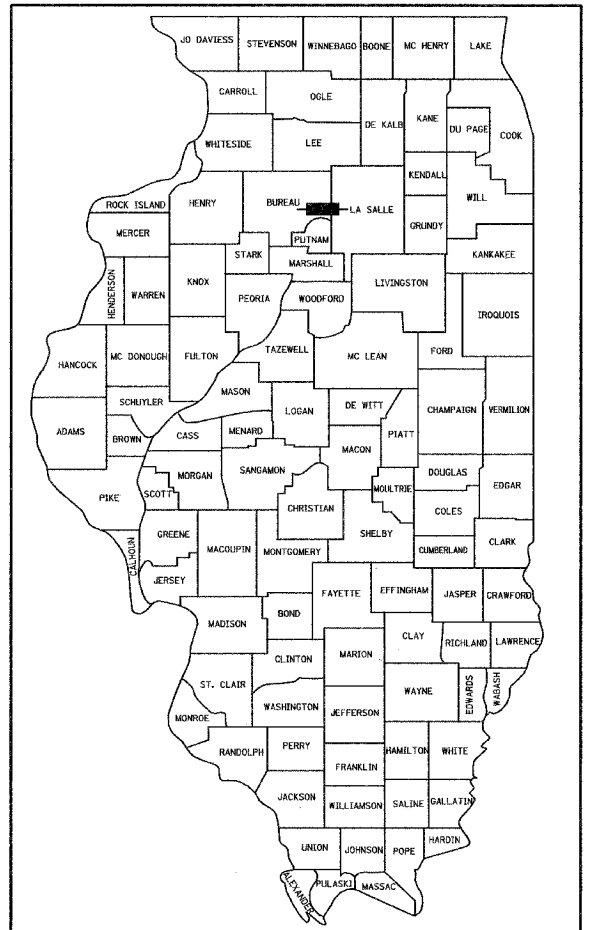 JO DAVIESS STEVENSON WINNEBAGO BOONE MC HENRY LAKE
CARROLL OGLE DE KALB KANE DU PAGE COOK
WHITESIDE LEE KENDALL WILL
ROCK ISLAND HENRY BUREAU LA SALLE GRUNDY
MERCER PUTNAM KANKAKEE
STARK MARSHALL
HENDERSON WARREN KNOX PEORIA WOODFORD LIVINGSTON IROQUOIS
HANCOCK MC DONOUGH FULTON TAZEWELL MC LEAN FORD
SCHUYLER MASON DE WITT CHAMPAIGN VERMILION
ADAMS BROWN CASS MENARD LOGAN MACON PIATT
PIKE SCOTT MORGAN SANGAMON MOULTRIE DOUGLAS EDGAR
CHRISTIAN COLES
CALHOUN GREENE MACOUPIN MONTGOMERY SHELBY CUMBERLAND CLARK
JERSEY
FAYETTE EFFINGHAM JASPER CRAWFORD
MADISON BOND
CLAY RICHLAND LAWRENCE
CLINTON MARION
ST. CLAIR WAYNE EDWARDS WABASH
MONROE WASHINGTON JEFFERSON
RANDOLPH PERRY HAMILTON WHITE
FRANKLIN
JACKSON WILLIAMSON SALINE GALLATIN
UNION JOHNSON POPE HARDIN
ALEXANDER PULASKI MASSAC